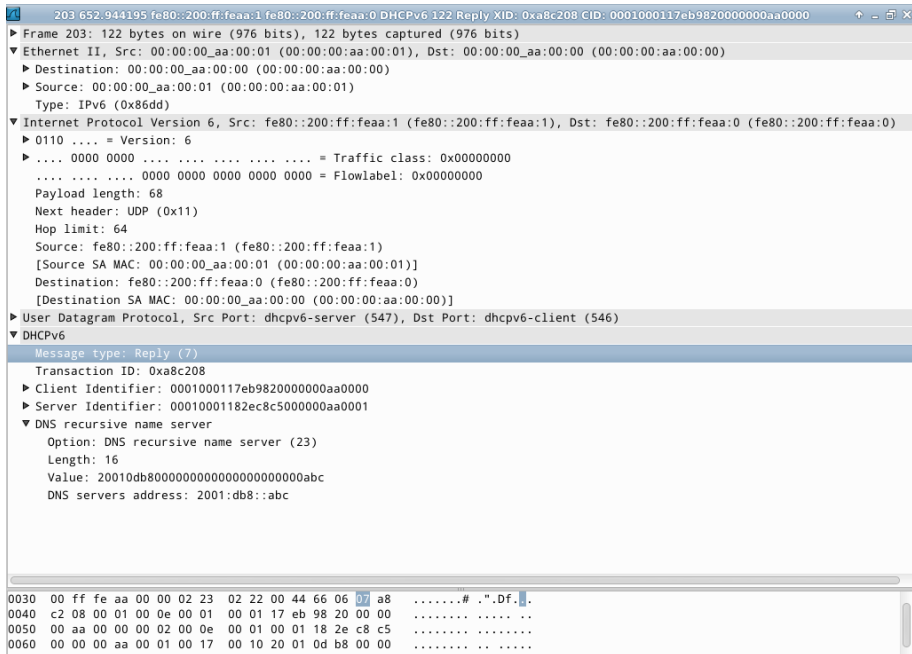 203 652.944195 fe80::200:ff:feaa:1 fe80::200:ff:feaa:0 DHCPv6 122 Reply XID: 0xa8c208 CID: 0001000117eb9820000000aa0000
Frame 203: 122 bytes on wire (976 bits), 122 bytes captured (976 bits)
Ethernet II, Src: 00:00:00_aa:00:01 (00:00:00:aa:00:01), Dst: 00:00:00_aa:00:00 (00:00:00:aa:00:00)
Destination: 00:00:00_aa:00:00 (00:00:00:aa:00:00)
Source: 00:00:00_aa:00:01 (00:00:00:aa:00:01)
Type: IPv6 (0x86dd)
Internet Protocol Version 6, Src: fe80::200:ff:feaa:1 (fe80::200:ff:feaa:1), Dst: fe80::200:ff:feaa:0 (fe80::200:ff:feaa:0)
0110 .... = Version: 6
.... 0000 0000 .... .... .... .... .... = Traffic class: 0x00000000
.... .... .... 0000 0000 0000 0000 0000 = Flowlabel: 0x00000000
Payload length: 68
Next header: UDP (0x11)
Hop limit: 64
Source: fe80::200:ff:feaa:1 (fe80::200:ff:feaa:1)
[Source SA MAC: 00:00:00_aa:00:01 (00:00:00:aa:00:01)]
Destination: fe80::200:ff:feaa:0 (fe80::200:ff:feaa:0)
[Destination SA MAC: 00:00:00_aa:00:00 (00:00:00:aa:00:00)]
User Datagram Protocol, Src Port: dhcpv6-server (547), Dst Port: dhcpv6-client (546)
DHCPv6
Message type: Reply (7)
Transaction ID: 0xa8c208
Client Identifier: 0001000117eb9820000000aa0000
Server Identifier: 00010001182ec8c5000000aa0001
DNS recursive name server
Option: DNS recursive name server (23)
Length: 16
Value: 20010db8000000000000000000000abc
DNS servers address: 2001:db8::abc
0030 00 ff fe aa 00 00 02 23 02 22 00 44 66 06 07 a8 .......# .".Df...
0040 c2 08 00 01 00 0e 00 01 00 01 17 eb 98 20 00 00 ........ ..... ..
0050 00 aa 00 00 00 02 00 0e 00 01 00 01 18 2e c8 c5 ........ ........
0060 00 00 00 aa 00 01 00 17 00 10 20 01 0d b8 00 00 ........ .. .....